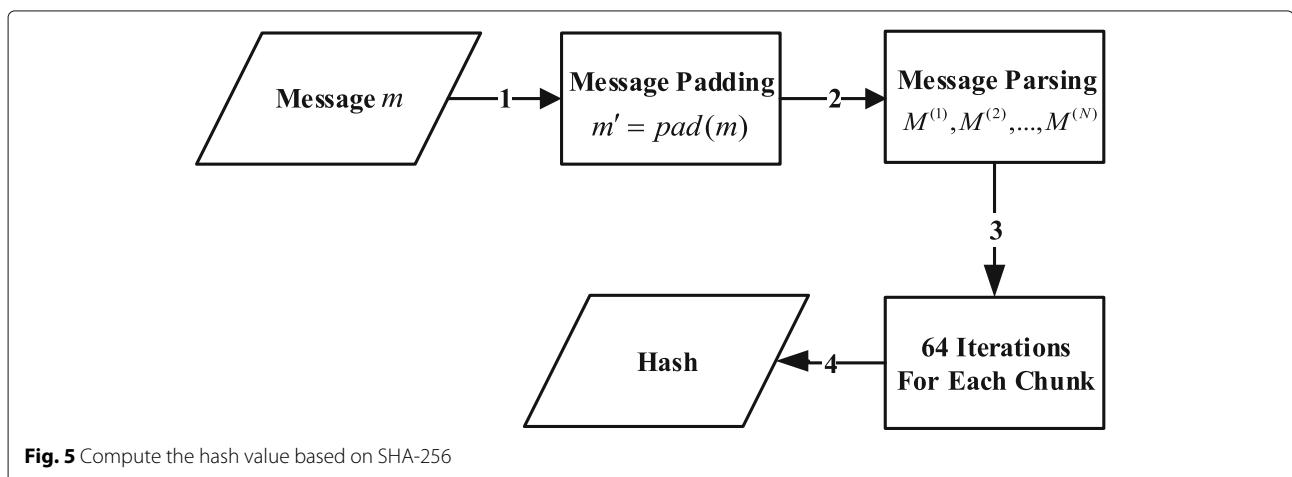 Message m
1
Message Padding
m′ = pad(m)
2
Message Parsing
M^(1), M^(2),..., M^(N)
3
64 Iterations
For Each Chunk
4
Hash
Fig. 5 Compute the hash value based on SHA-256